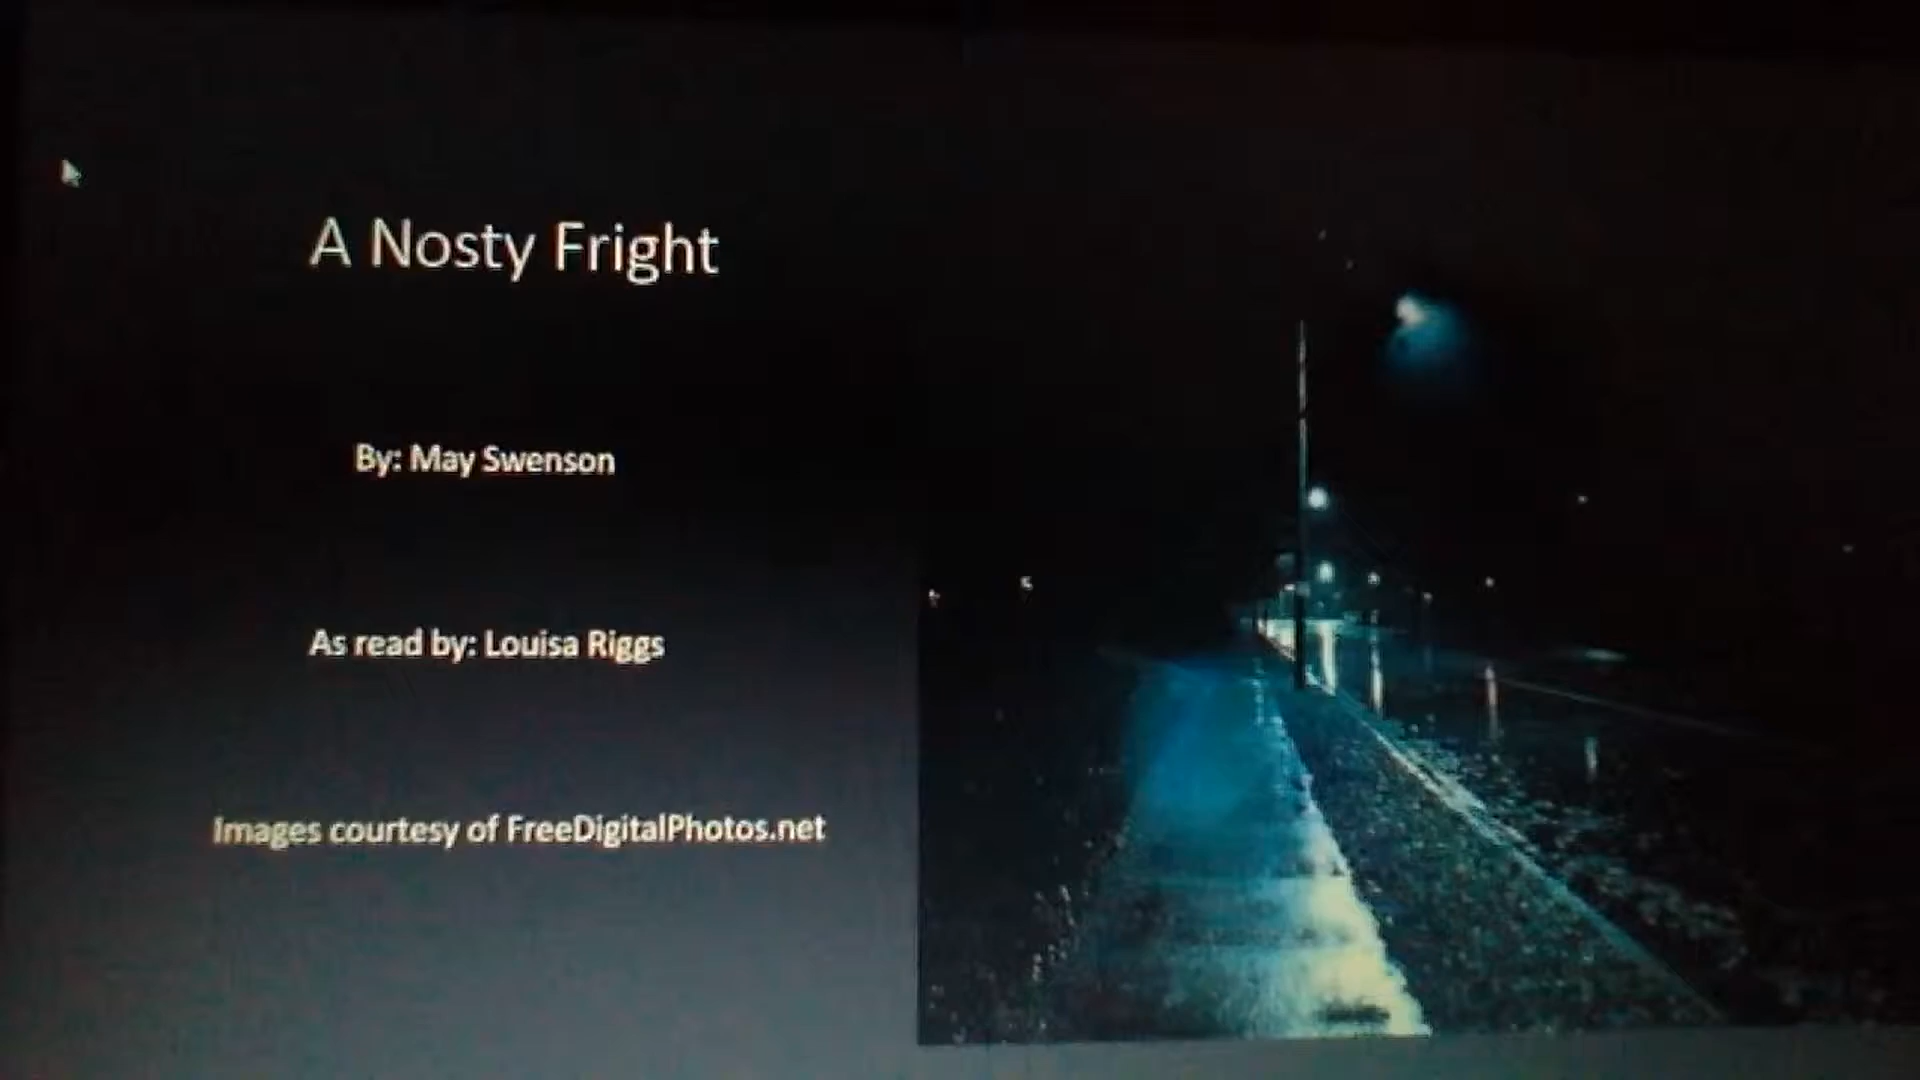 A Nosty Fright
By: May Swenson
As read by: Louisa Riggs
Images courtesy of FreeDigitalPhotos.net